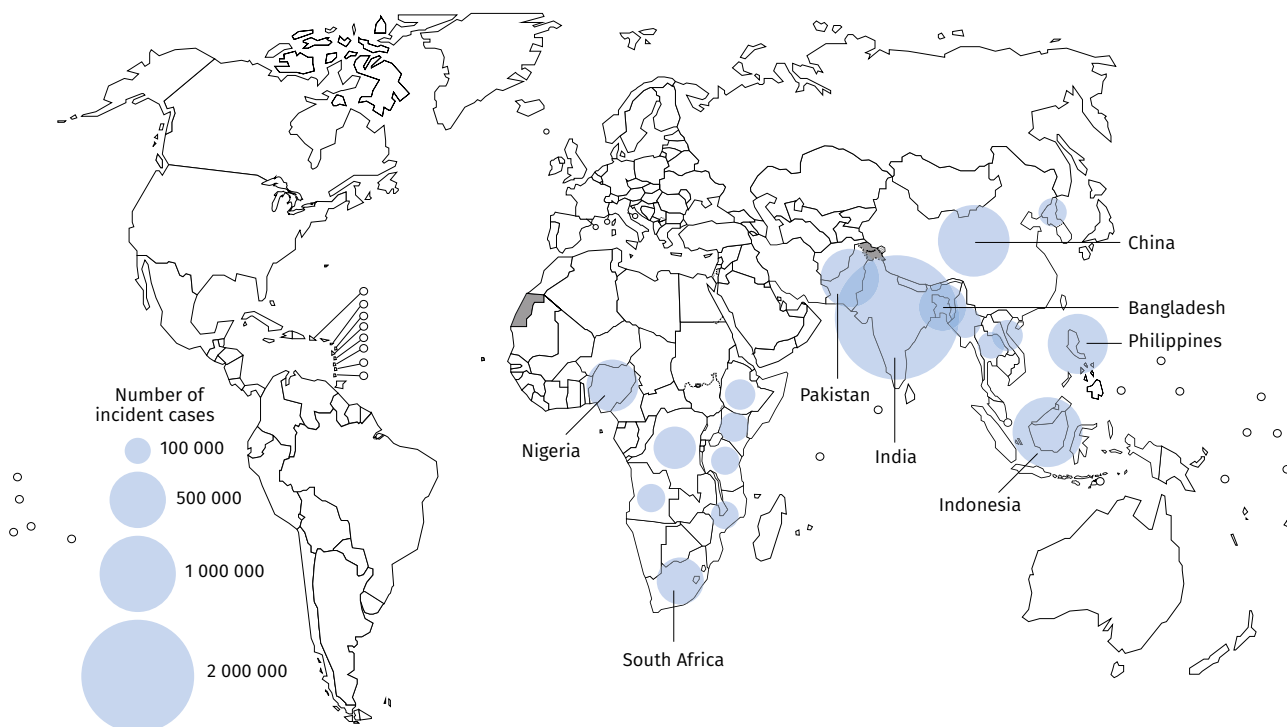 China
Bangladesh
Philippines
Pakistan
Number of
incident cases
100 000
Nigeria
India
500 000
Indonesia
1 000 000
South Africa
2 000 000